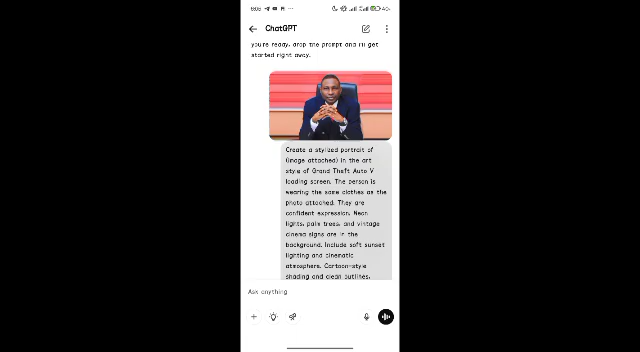 6:06
ChatGPT
you're ready, drop the prompt and I'll get
started right away.
Create a stylized portrait of
(image attached) in the art
style of Grand Theft Auto V
loading screen. The person is
wearing the same clothes as the
photo attached. They are
confident expression. Neon
lights, palm trees, and vintage
cinema signs are in the
background. Include soft sunset
lighting and cinematic
atmosphere. Cartoon-style
shading and clean outlines,
Ask anything